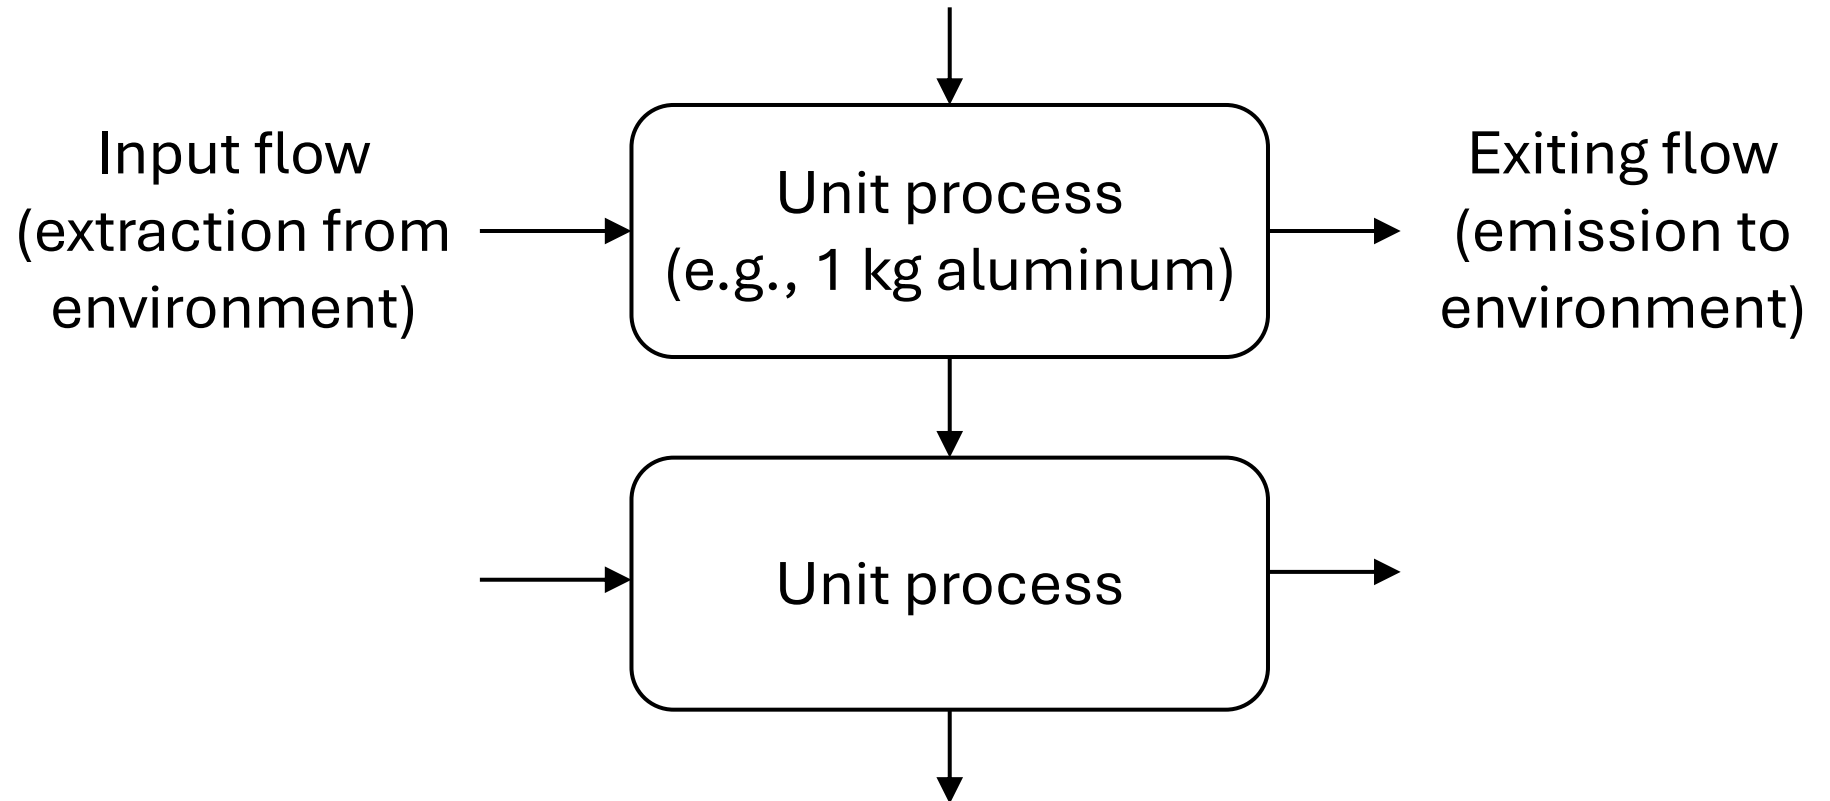 Input flow
(extraction from
environment)
Unit process
(e.g., 1 kg aluminum)
Exiting flow
(emission to
environment)
Unit process